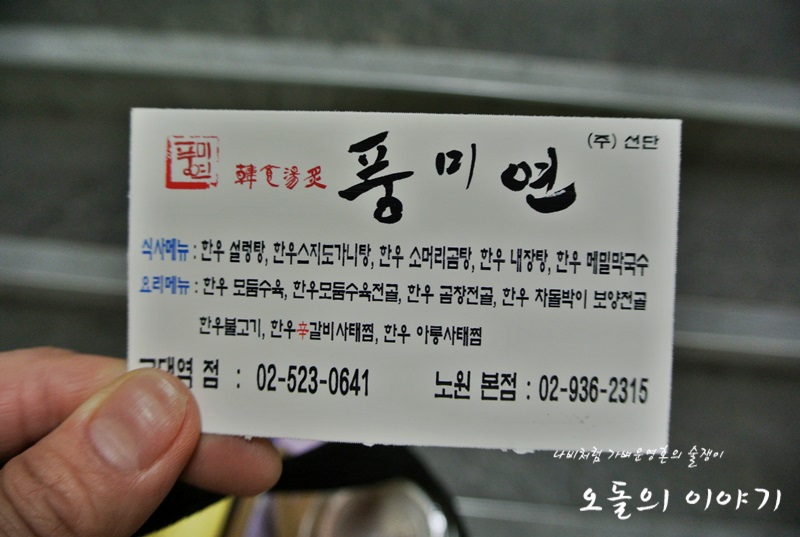 풍미연
韓食湯炙 풍미연 (주) 선단
식사메뉴 : 한우 설렁탕, 한우스지도가니탕, 한우 소머리곰탕, 한우 내장탕, 한우 메밀막국수
요리메뉴 : 한우 모듬수육, 한우모듬수육전골, 한우 곱창전골, 한우 차돌박이 보양전골
한우불고기, 한우辛갈비사태찜, 한우 아롱사태찜
점 : 02-523-0641 노원 본점 : 02-936-2315
나비처럼 가벼운영혼의 술쟁이
오돌의 이야기